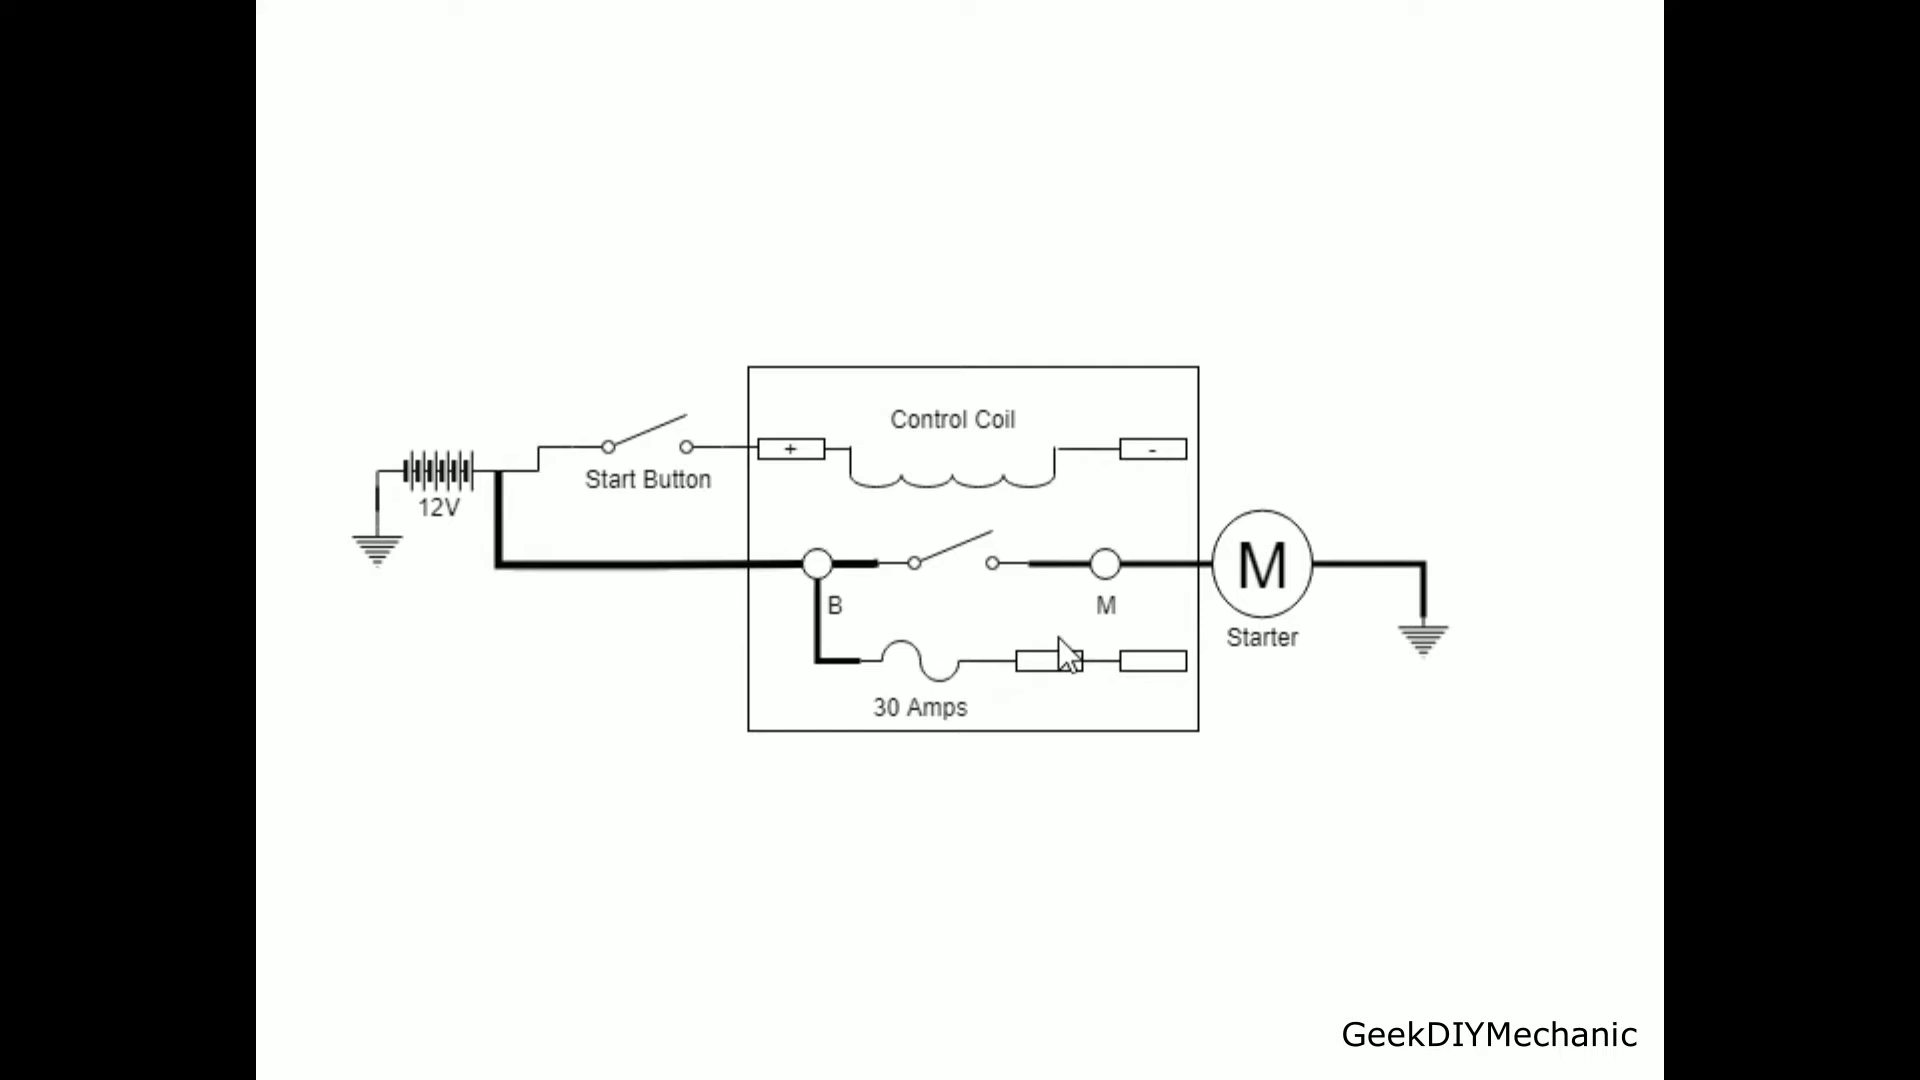 Control Coil
+
-
Start Button
12V
M
B
M
Starter
30 Amps
GeekDIYMechanic